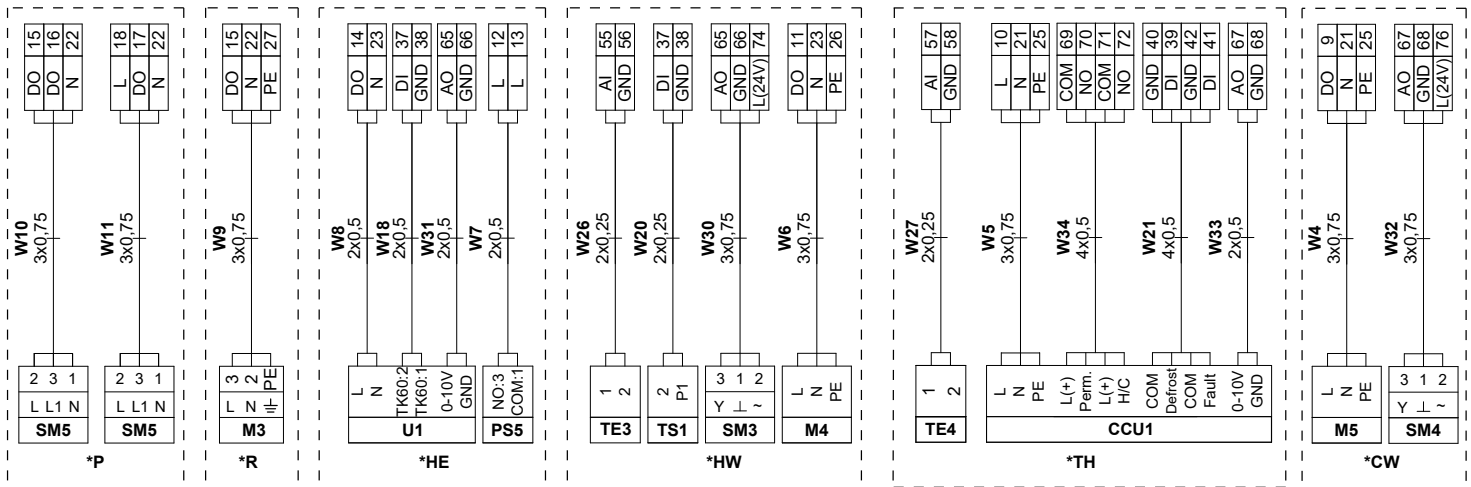 15 16 22
DO DO N
W10
3x0,75
2 3 1
L L1 N
SM5
18 17 22
L DO N
W11
3x0,75
2 3 1
L L1 N
SM5
*P
15 22 27
DO N PE
W9
3x0,75
3 2 PE
L N ⏚
M3
*R
14 23
DO N
W8
2x0,5
L N
37 38
DI GND
W18
2x0,5
TK60:2 TK60:1
65 66
AO GND
W31
2x0,5
0-10V GND
U1
12 13
L L
W7
2x0,5
NO:3 COM:1
PS5
*HE
55 56
AI GND
W26
2x0,25
1 2
TE3
37 38
DI GND
W20
2x0,25
2 P1
TS1
65 66 74
AO GND L(24V)
W30
3x0,75
3 1 2
Y ⊥ ~
SM3
11 23 26
DO N PE
W6
3x0,75
L N PE
M4
*HW
57 58
AI GND
W27
2x0,25
1 2
TE4
10 21 25
L N PE
W5
3x0,75
L N PE
69 70 71 72
COM NO COM NO
W34
4x0,5
L(+) Perm. L(+) H/C
40 39 42 41
GND DI GND DI
W21
4x0,5
COM Defrost COM Fault
67 68
AO GND
W33
2x0,5
0-10V GND
CCU1
*TH
9 21 25
DO N PE
W4
3x0,75
L N PE
M5
67 68 76
AO GND L(24V)
W32
3x0,75
3 1 2
Y ⊥ ~
SM4
*CW